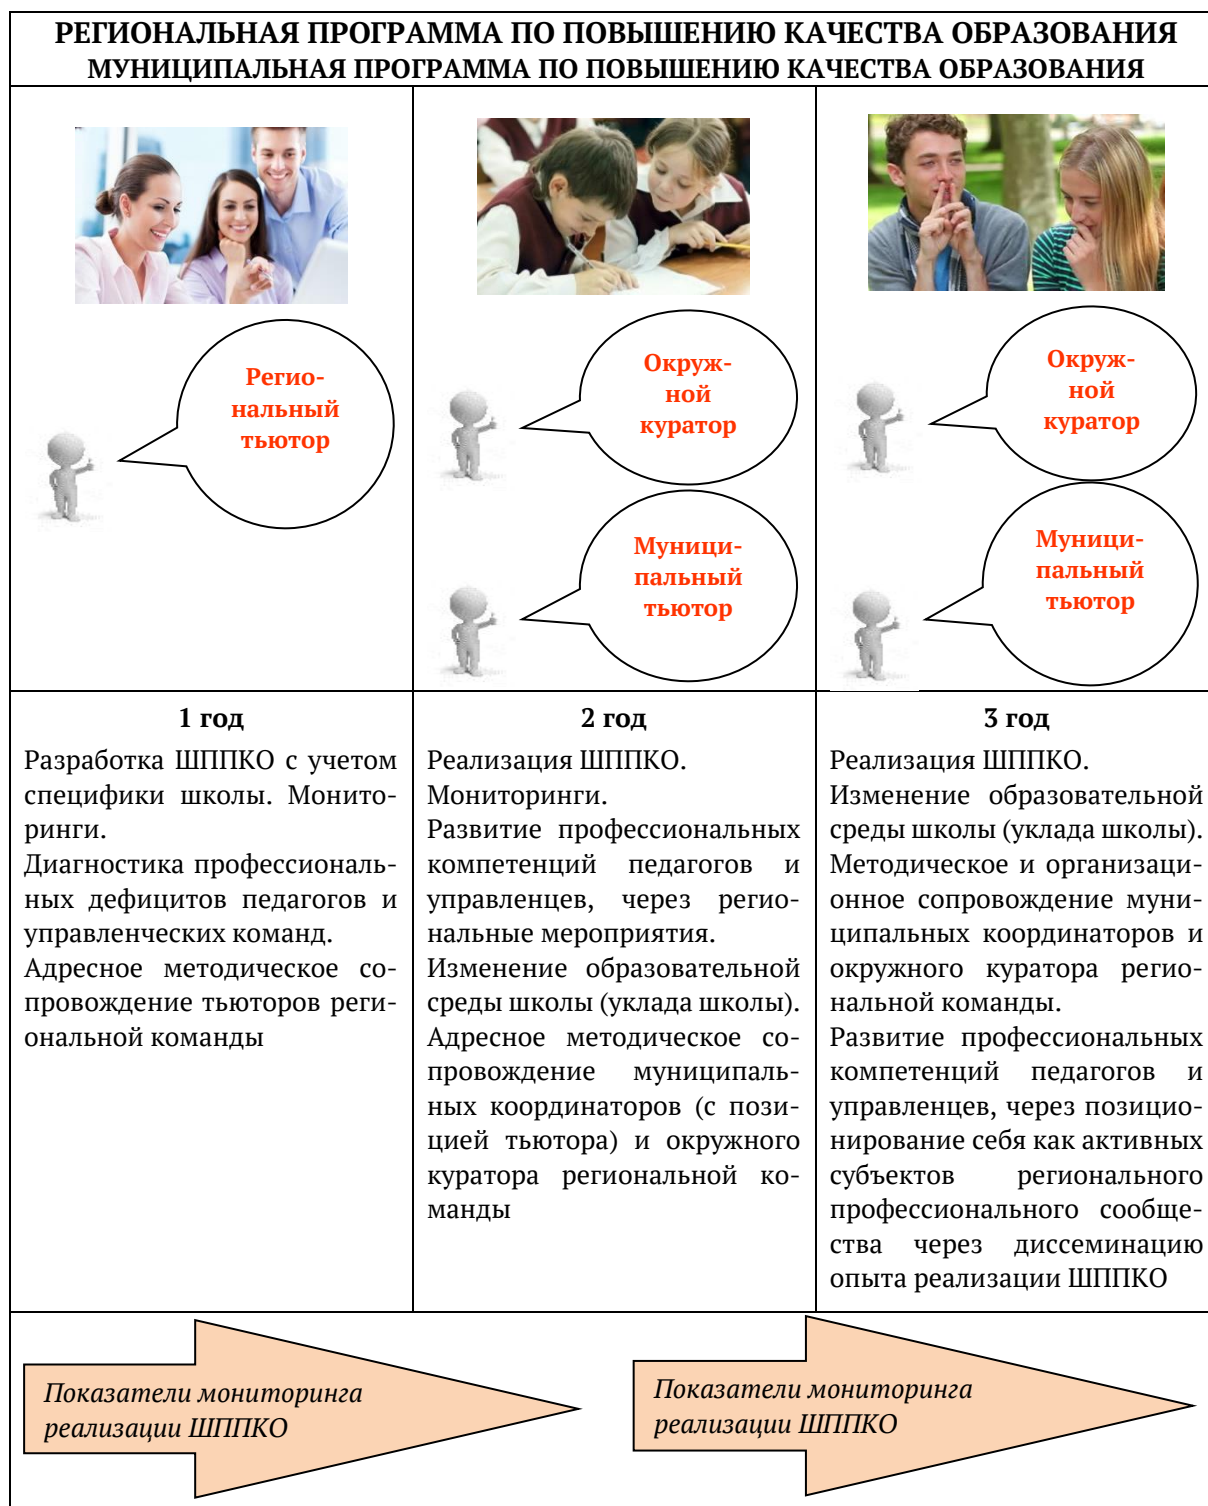 РЕГИОНАЛЬНАЯ ПРОГРАММА ПО ПОВЫШЕНИЮ КАЧЕСТВА ОБРАЗОВАНИЯ
МУНИЦИПАЛЬНАЯ ПРОГРАММА ПО ПОВЫШЕНИЮ КАЧЕСТВА ОБРАЗОВАНИЯ
Регио-
нальный
тьютор
Окруж-
ной
куратор
Муници-
пальный
тьютор
Окруж-
ной
куратор
Муници-
пальный
тьютор
1 год
Разработка ШППКО с учетом
специфики школы. Монито-
ринги.
Диагностика профессиональ-
ных дефицитов педагогов и
управленческих команд.
Адресное методическое со-
провождение тьюторов реги-
ональной команды
2 год
Реализация ШППКО.
Мониторинги.
Развитие профессиональных
компетенций педагогов и
управленцев, через регио-
нальные мероприятия.
Изменение образовательной
среды школы (уклада школы).
Адресное методическое со-
провождение муниципаль-
ных координаторов (с пози-
цией тьютора) и окружного
куратора региональной ко-
манды
3 год
Реализация ШППКО.
Изменение образовательной
среды школы (уклада школы).
Методическое и организаци-
онное сопровождение муни-
ципальных координаторов и
окружного куратора регио-
нальной команды.
Развитие профессиональных
компетенций педагогов и
управленцев, через позицио-
нирование себя как активных
субъектов регионального
профессионального сообще-
ства через диссеминацию
опыта реализации ШППКО
Показатели мониторинга
реализации ШППКО
Показатели мониторинга
реализации ШППКО